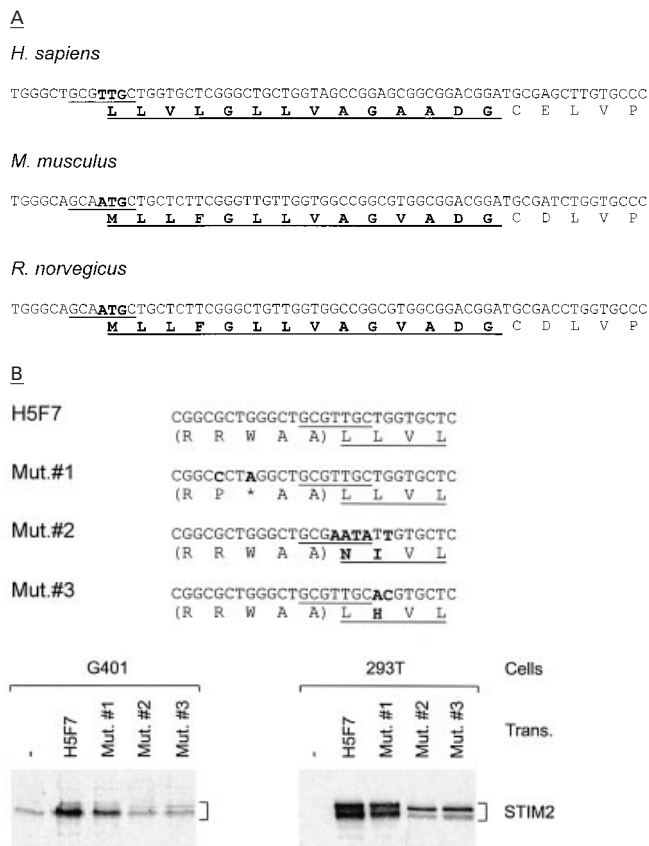 A
H. sapiens
TGGGCTGCGTTGCTGGTGCTCGGGCTGCTGGTAGCCGGAGCGGCGGACGGATGCGAGCTTGTGCCC
L L V L G L L V A G A A D G C E L V P
M. musculus
TGGGCAGCAATGCTGCTCTTCGGGTTGTTGGTGGCCGGCGTGGCGGACGGATGCGATCTGGTGCCC
M L L F G L L V A G V A D G C D L V P
R. norvegicus
TGGGCAGCAATGCTGCTCTTCGGGCTGTTGGTGGCCGGCGTGGCGGACGGATGCGACCTGGTGCCC
M L L F G L L V A G V A D G C D L V P
B
H5F7 CGGCGCTGGGCTGCGTTGCTGGTGCTC
(R R W A A) L L V L
Mut.#1 CGGCCCTAGGCTGCGTTGCTGGTGCTC
(R P * A A) L L V L
Mut.#2 CGGCGCTGGGCTGCGAATATTGTGCTC
(R R W A A) N I V L
Mut.#3 CGGCGCTGGGCTGCGTTGCACGTGCTC
(R R W A A) L H V L
G401 293T Cells
- H5F7 Mut. #1 Mut. #2 Mut. #3 - H5F7 Mut. #1 Mut. #2 Mut. #3 Trans.
STIM2